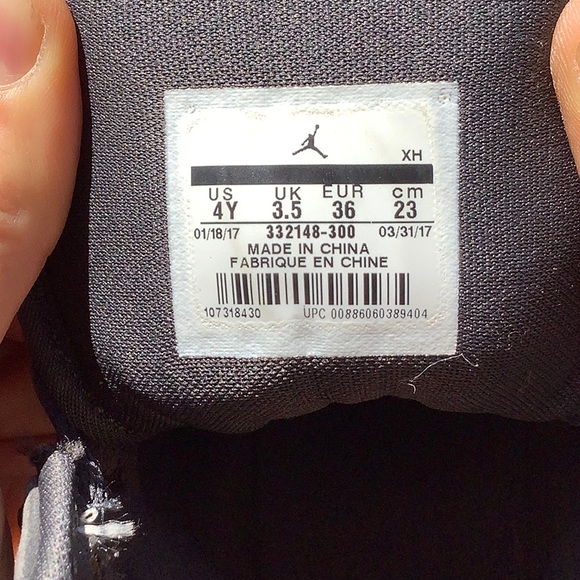 XH
US UK EUR cm
4Y 3.5 36 23
01/18/17 332148-300 03/31/17
MADE IN CHINA
FABRIQUE EN CHINE
107318430 UPC 00886060389404